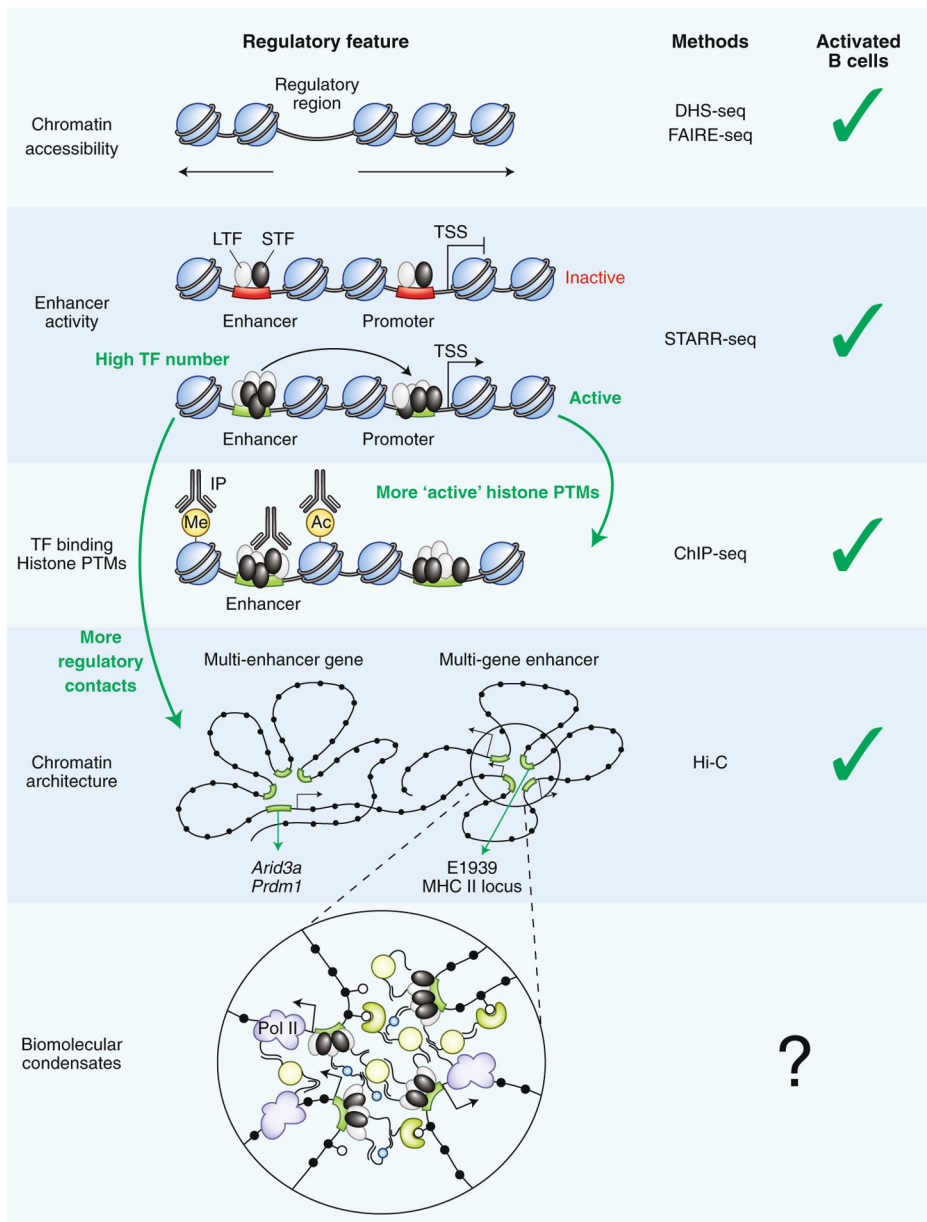 Regulatory feature
Methods
Activated
B cells
Chromatin
accessibility
Regulatory
region
DHS-seq
FAIRE-seq
Enhancer
activity
LTF
STF
TSS
Inactive
Enhancer
Promoter
High TF number
TSS
Active
Enhancer
Promoter
STARR-seq
TF binding
Histone PTMs
IP
Me
Ac
More ‘active’ histone PTMs
Enhancer
ChIP-seq
More
regulatory
contacts
Multi-enhancer gene
Multi-gene enhancer
Chromatin
architecture
Hi-C
Arid3a
Prdm1
E1939
MHC II locus
Biomolecular
condensates
Pol II
?